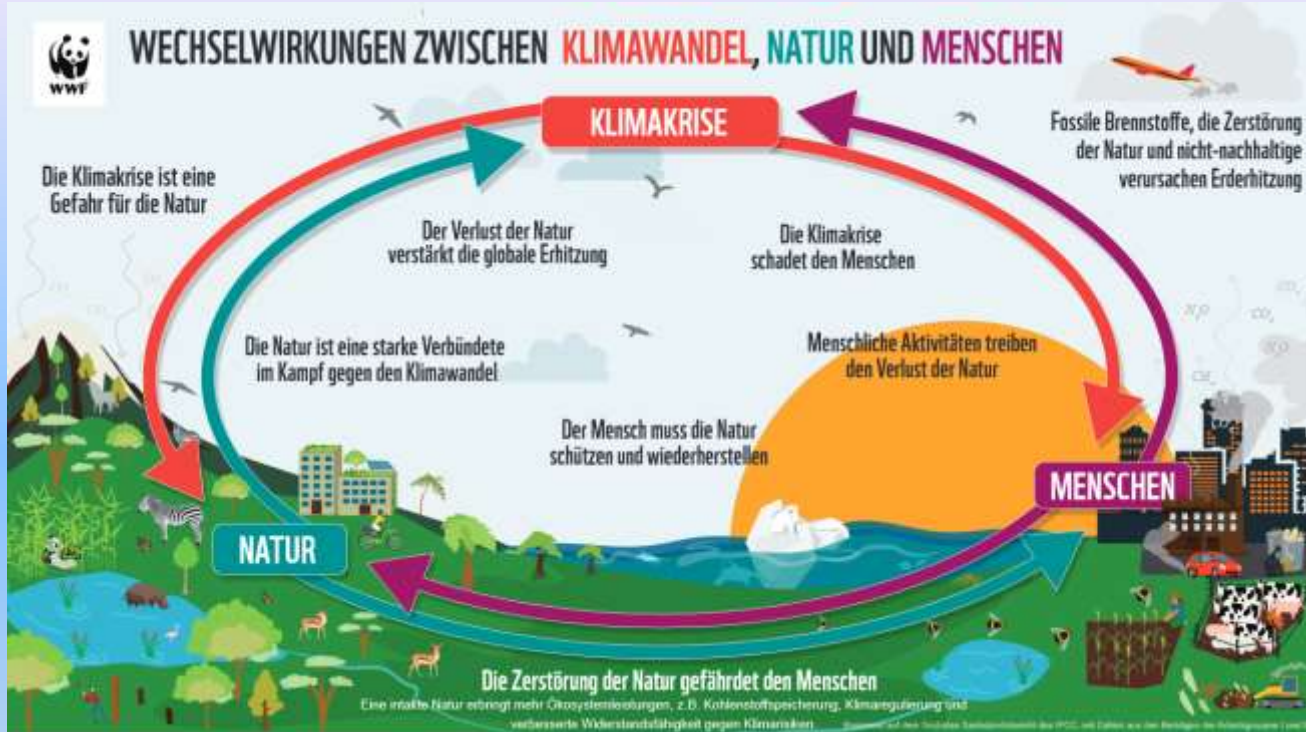 WWF
WECHSELWIRKUNGEN ZWISCHEN KLIMAWANDEL, NATUR UND MENSCHEN
KLIMAKRISE
Fossile Brennstoffe, die Zerstörung
der Natur und nicht-nachhaltige
verursachen Erderhitzung
Die Klimakrise ist eine
Gefahr für die Natur
Der Verlust der Natur
verstärkt die globale Erhitzung
Die Klimakrise
schadet den Menschen
Die Natur ist eine starke Verbündete
im Kampf gegen den Klimawandel
Menschliche Aktivitäten treiben
den Verlust der Natur
Der Mensch muss die Natur
schützen und wiederherstellen
MENSCHEN
NATUR
Die Zerstörung der Natur gefährdet den Menschen
Eine intakte Natur erbringt mehr Ökosystemleistungen, z.B. Kohlenstoffspeicherung, Klimaregulierung und
verbesserte Widerstandsfähigkeit gegen Klimarisiken